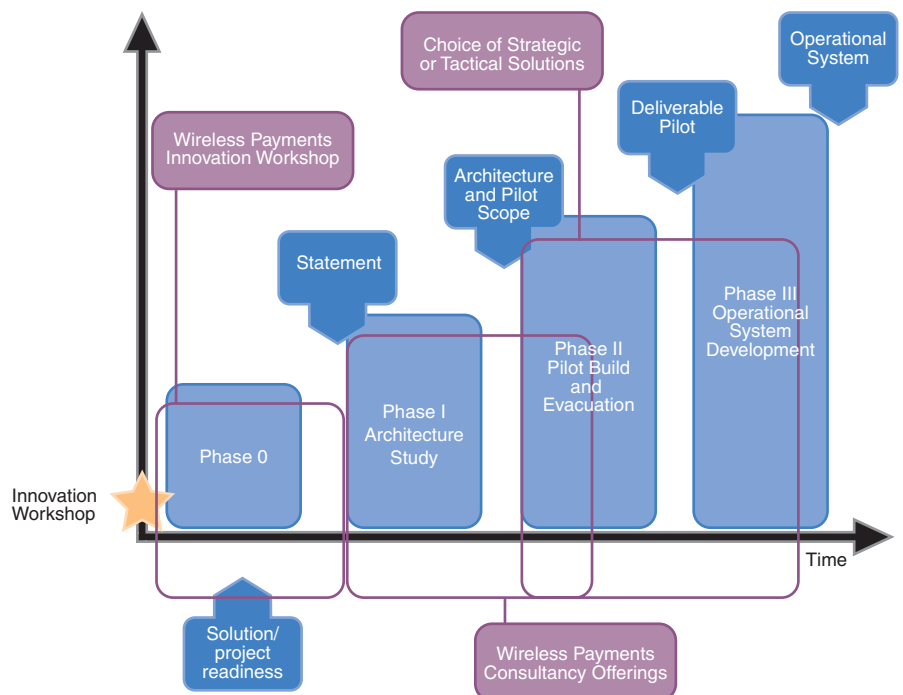 Operational
System
Choice of Strategic
or Tactical Solutions
Deliverable
Pilot
Wireless Payments
Innovation Workshop
Architecture
and Pilot
Scope
Statement
Phase III
Operational
System
Development
Phase II
Pilot Build
and
Evacuation
Phase I
Architecture
Study
Phase 0
Innovation
Workshop
Time
Solution/
project
readiness
Wireless Payments
Consultancy Offerings